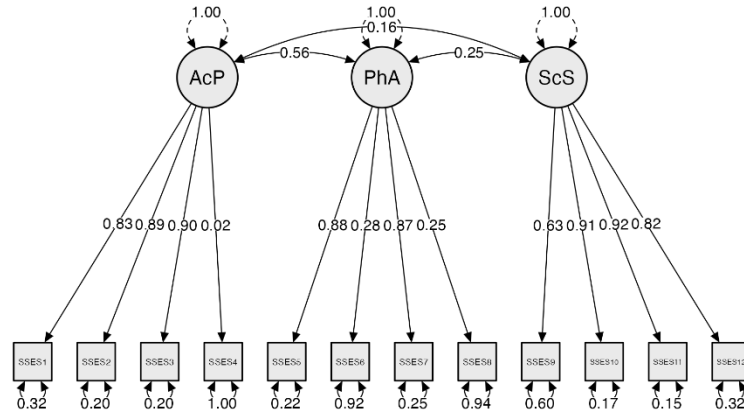 1.00 1.00 1.00
0.16
0.56 0.25
AcP PhA ScS
0.83 0.89 0.90 0.02 0.88 0.28 0.87 0.25 0.63 0.91 0.92 0.82
SSES1 SSES2 SSES3 SSES4 SSES5 SSES6 SSES7 SSES8 SSES9 SSES10 SSES11 SSES12
0.32 0.20 0.20 1.00 0.22 0.92 0.25 0.94 0.60 0.17 0.15 0.32